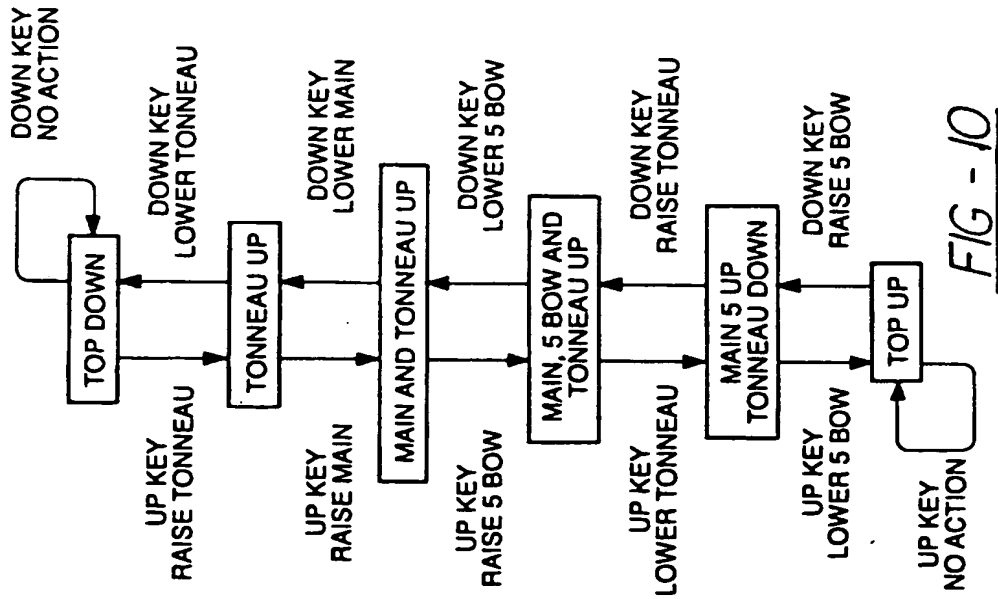 DOWN KEY
NO ACTION
TOP DOWN
UP KEY
RAISE TONNEAU
DOWN KEY
LOWER TONNEAU
TONNEAU UP
UP KEY
RAISE MAIN
DOWN KEY
LOWER MAIN
MAIN AND TONNEAU UP
UP KEY
RAISE 5 BOW
DOWN KEY
LOWER 5 BOW
MAIN, 5 BOW AND
TONNEAU UP
UP KEY
LOWER TONNEAU
DOWN KEY
RAISE TONNEAU
MAIN 5 UP
TONNEAU DOWN
UP KEY
LOWER 5 BOW
DOWN KEY
RAISE 5 BOW
TOP UP
UP KEY
NO ACTION
FIG - 10